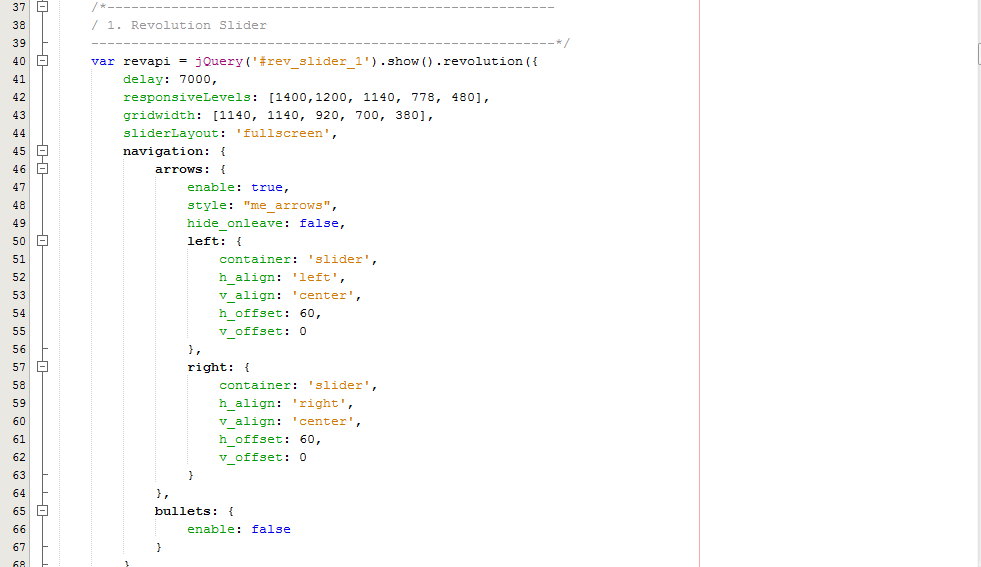 37 /*--------------------------------------------------------
38 / 1. Revolution Slider
39 ----------------------------------------------------------*/
40 var revapi = jQuery('#rev_slider_1').show().revolution({
41 delay: 7000,
42 responsiveLevels: [1400,1200, 1140, 778, 480],
43 gridwidth: [1140, 1140, 920, 700, 380],
44 sliderLayout: 'fullscreen',
45 navigation: {
46 arrows: {
47 enable: true,
48 style: "me_arrows",
49 hide_onleave: false,
50 left: {
51 container: 'slider',
52 h_align: 'left',
53 v_align: 'center',
54 h_offset: 60,
55 v_offset: 0
56 },
57 right: {
58 container: 'slider',
59 h_align: 'right',
60 v_align: 'center',
61 h_offset: 60,
62 v_offset: 0
63 }
64 },
65 bullets: {
66 enable: false
67 }
68 }